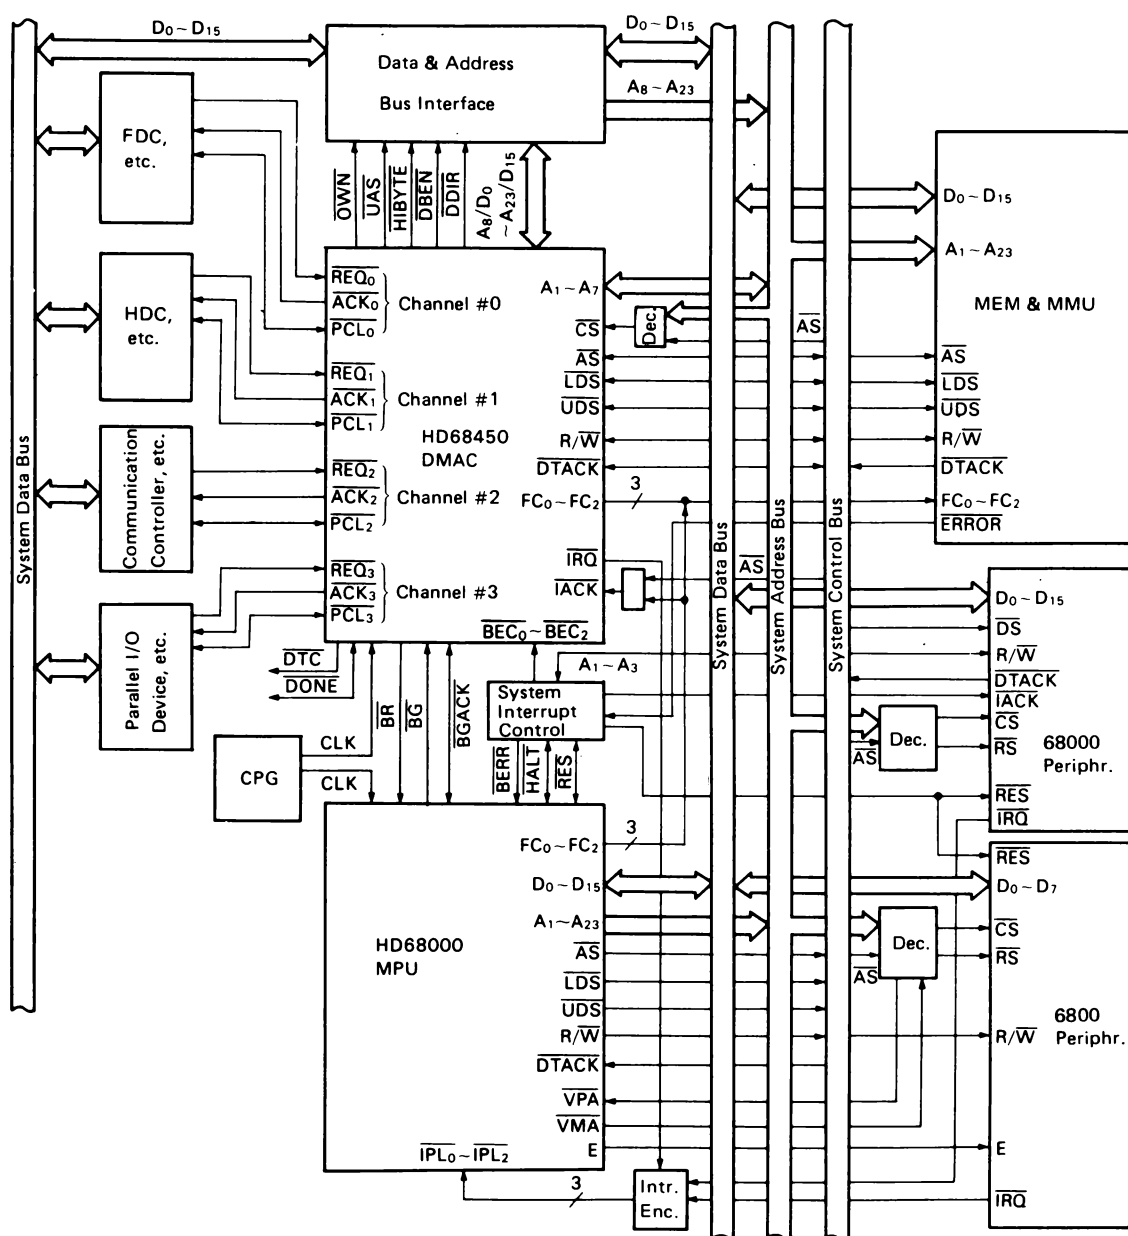 D0~D15
D0~D15
Data & Address
Bus Interface
A8~A23
FDC,
etc.
OWN
UAS
HIBYTE
DBEN
DDIR
A8/D0
~A23/D15
D0~D15
A1~A23
MEM & MMU
AS
LDS
UDS
R/W
DTACK
FC0~FC2
ERROR
HDC,
etc.
REQ0
ACK0
PCL0
Channel #0
REQ1
ACK1
PCL1
Channel #1
HD68450
DMAC
REQ2
ACK2
PCL2
Channel #2
REQ3
ACK3
PCL3
Channel #3
A1~A7
CS
Dec.
AS
AS
LDS
UDS
R/W
DTACK
FC0~FC2
3
IRQ
IACK
AS
BEC0~BEC2
System Data Bus
Communication
Controller, etc.
Parallel I/O
Device, etc.
System Data Bus
System Address Bus
System Control Bus
D0~D15
DS
R/W
DTACK
IACK
CS
RS
68000
Periphr.
RES
IRQ
Dec.
AS
DTC
DONE
BR
BG
BGACK
A1~A3
System
Interrupt
Control
BERR
HALT
RES
CPG
CLK
CLK
3
FC0~FC2
D0~D15
A1~A23
HD68000
MPU
AS
LDS
UDS
R/W
DTACK
VPA
VMA
E
IPL0~IPL2
3
Intr.
Enc.
RES
D0~D7
CS
RS
Dec.
AS
6800
Periphr.
R/W
E
IRQ